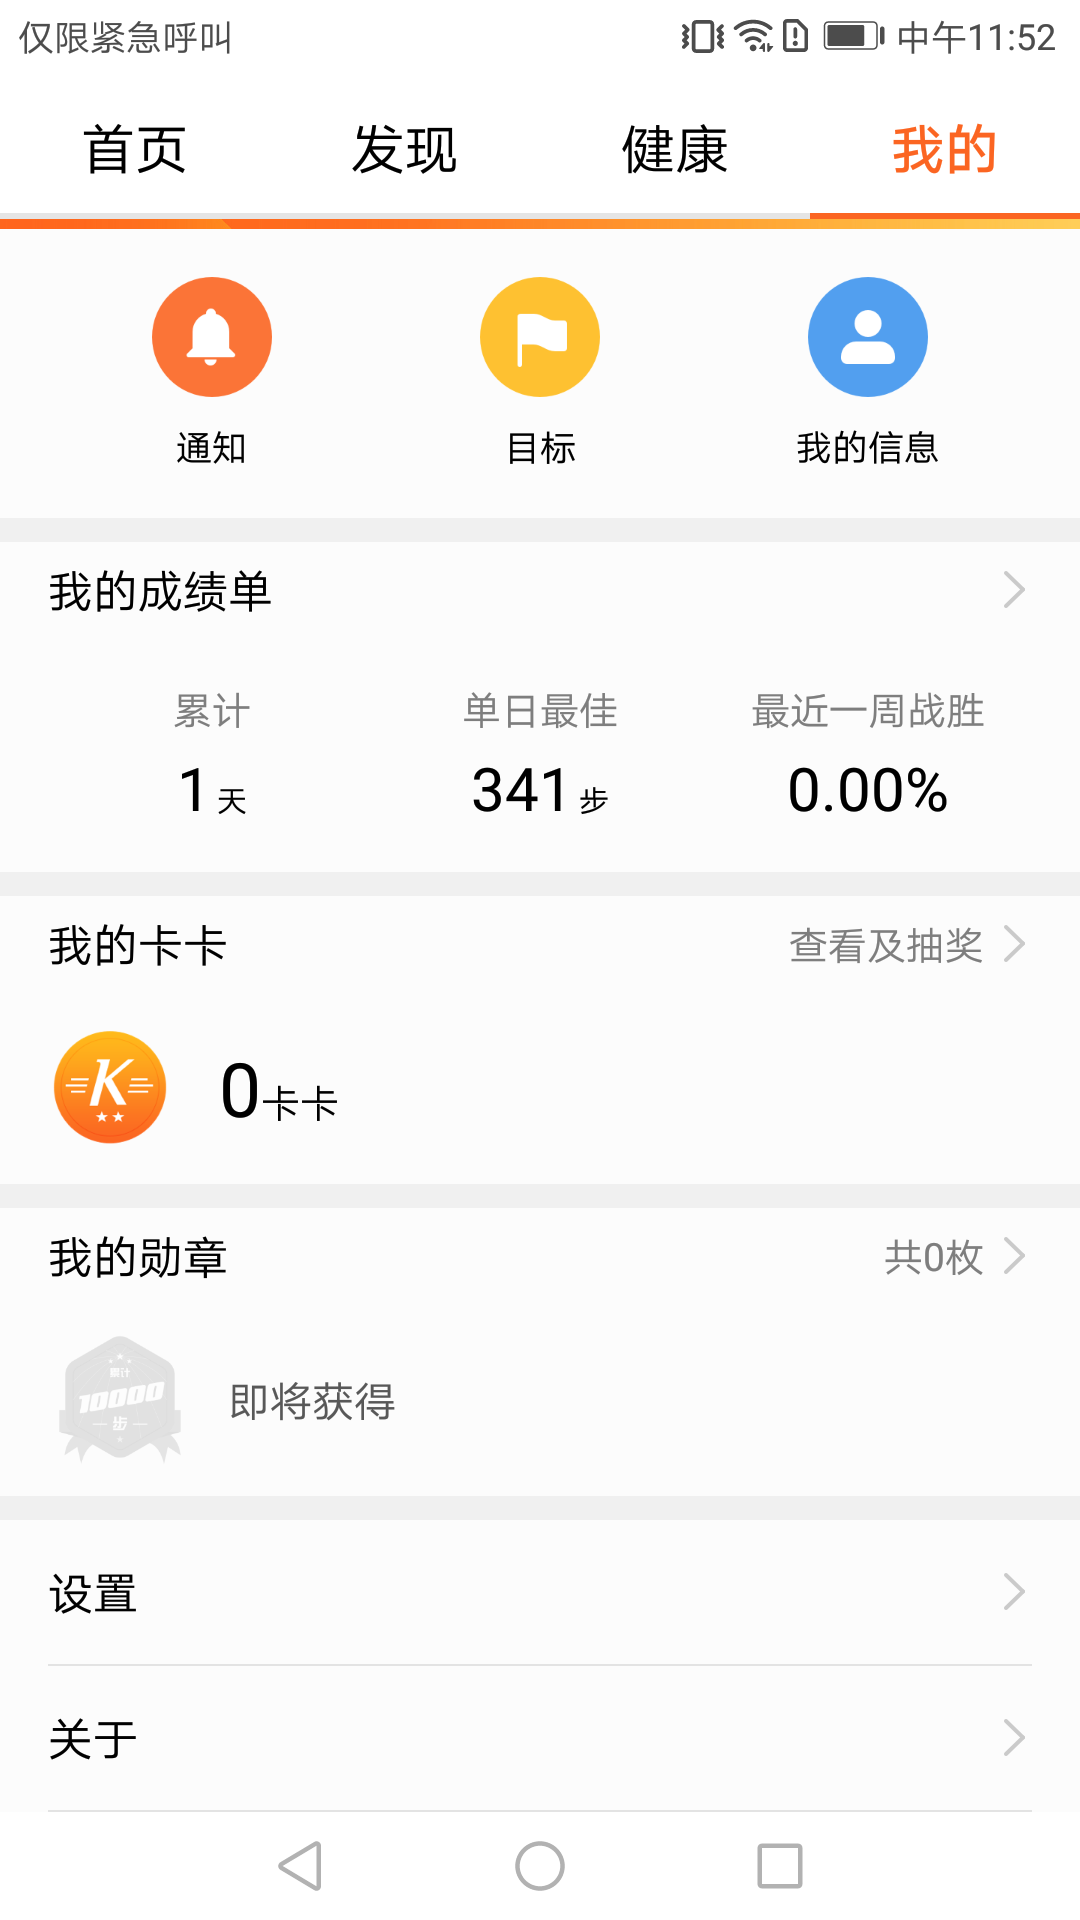 仅限紧急呼叫 中午11:52
首页 发现 健康 我的
通知 目标 我的信息
我的成绩单
累计 单日最佳 最近一周战胜
1天 341步 0.00%
我的卡卡 查看及抽奖
K
0卡卡
我的勋章 共0枚
累计
10000
步
即将获得
设置
关于